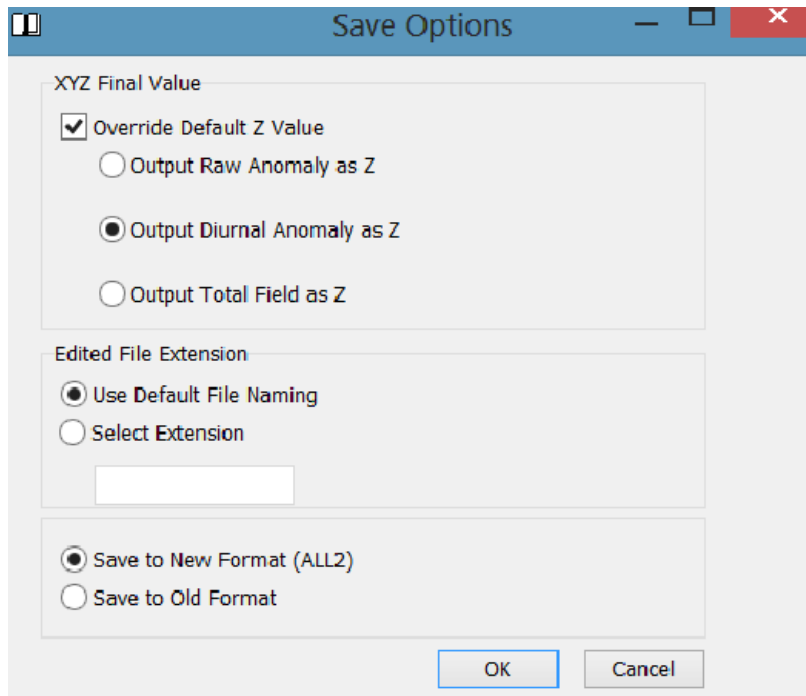 Save Options
XYZ Final Value
Override Default Z Value
Output Raw Anomaly as Z
Output Diurnal Anomaly as Z
Output Total Field as Z
Edited File Extension
Use Default File Naming
Select Extension
Save to New Format (ALL2)
Save to Old Format
OK Cancel